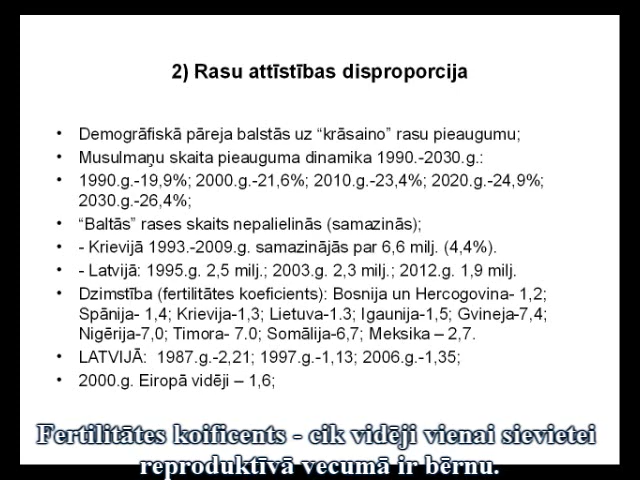 2) Rasu attīstības disproporcija
• Demogrāfiskā pāreja balstās uz “krāsaino” rasu pieaugumu;
• Musulmaņu skaita pieauguma dinamika 1990.-2030.g.:
• 1990.g.-19,9%; 2000.g.-21,6%; 2010.g.-23,4%; 2020.g.-24,9%;
2030.g.-26,4%;
• “Baltās” rases skaits nepalielinās (samazinās);
• - Krievijā 1993.-2009.g. samazinājās par 6,6 milj. (4,4%).
• - Latvijā: 1995.g. 2,5 milj.; 2003.g. 2,3 milj.; 2012.g. 1,9 milj.
• Dzimstība (fertilitātes koeficients): Bosnija un Hercogovina- 1,2;
Spānija- 1,4; Krievija-1,3; Lietuva-1.3; Igaunija-1,5; Gvineja-7,4;
Nigērija-7,0; Timora- 7.0; Somālija-6,7; Meksika – 2,7.
• LATVIJĀ: 1987.g.-2,21; 1997.g.-1,13; 2006.g.-1,35;
• 2000.g. Eiropā vidēji – 1,6;
Fertilitātes koificents - cik vidēji vienai sievietei
reproduktīvā vecumā ir bērnu.